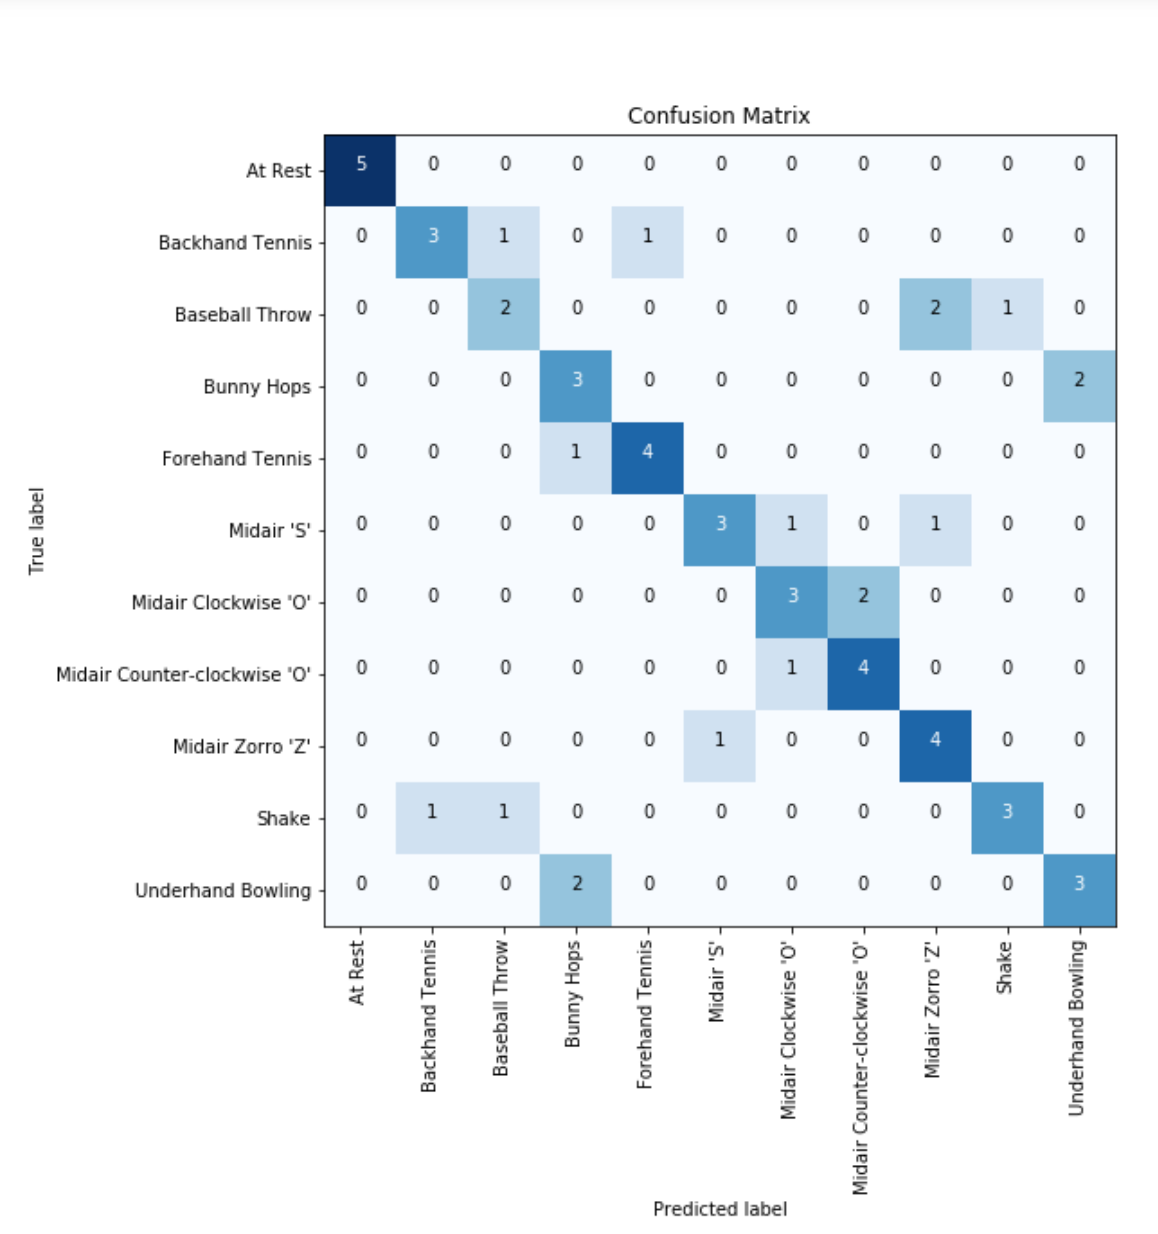 Confusion Matrix
True label
At Rest 5 0 0 0 0 0 0 0 0 0 0
Backhand Tennis 0 3 1 0 1 0 0 0 0 0 0
Baseball Throw 0 0 2 0 0 0 0 0 2 1 0
Bunny Hops 0 0 0 3 0 0 0 0 0 0 2
Forehand Tennis 0 0 0 1 4 0 0 0 0 0 0
Midair 'S' 0 0 0 0 0 3 1 0 1 0 0
Midair Clockwise 'O' 0 0 0 0 0 0 3 2 0 0 0
Midair Counter-clockwise 'O' 0 0 0 0 0 0 1 4 0 0 0
Midair Zorro 'Z' 0 0 0 0 0 1 0 0 4 0 0
Shake 0 1 1 0 0 0 0 0 0 3 0
Underhand Bowling 0 0 0 2 0 0 0 0 0 0 3
At Rest
Backhand Tennis
Baseball Throw
Bunny Hops
Forehand Tennis
Midair 'S'
Midair Clockwise 'O'
Midair Counter-clockwise 'O'
Midair Zorro 'Z'
Shake
Underhand Bowling
Predicted label